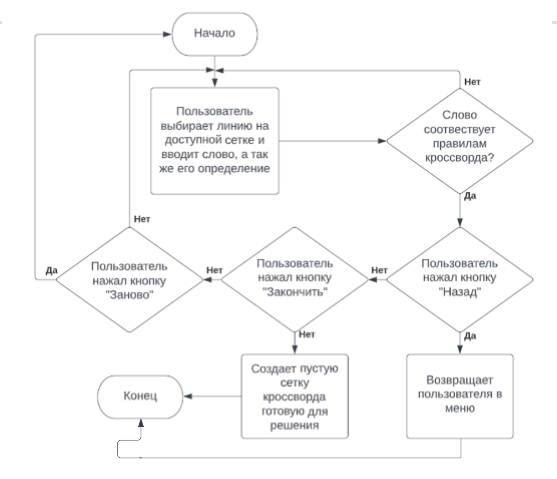 Начало
Нет
Пользователь
выбирает линию на
доступной сетке и
вводит слово, а так
же его определение
Слово
соотвествует
правилам
кроссворда?
Да
Нет
Да
Пользователь
нажал кнопку
"Заново"
Нет
Пользователь
нажал кнопку
"Закончить"
Нет
Пользователь
нажал кнопку
"Назад"
Нет
Да
Создает пустую
сетку
кроссворда
готовую для
решения
Возвращает
пользователя в
меню
Конец